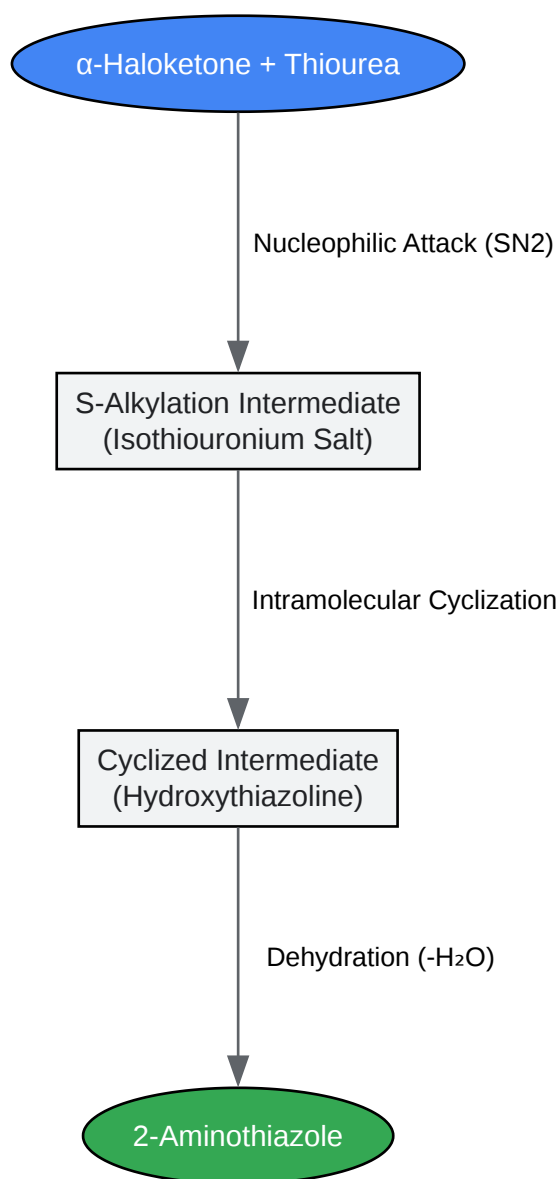 α-Haloketone + Thiourea
Nucleophilic Attack (SN2)
S-Alkylation Intermediate
(Isothiouronium Salt)
Intramolecular Cyclization
Cyclized Intermediate
(Hydroxythiazoline)
Dehydration (-H₂O)
2-Aminothiazole